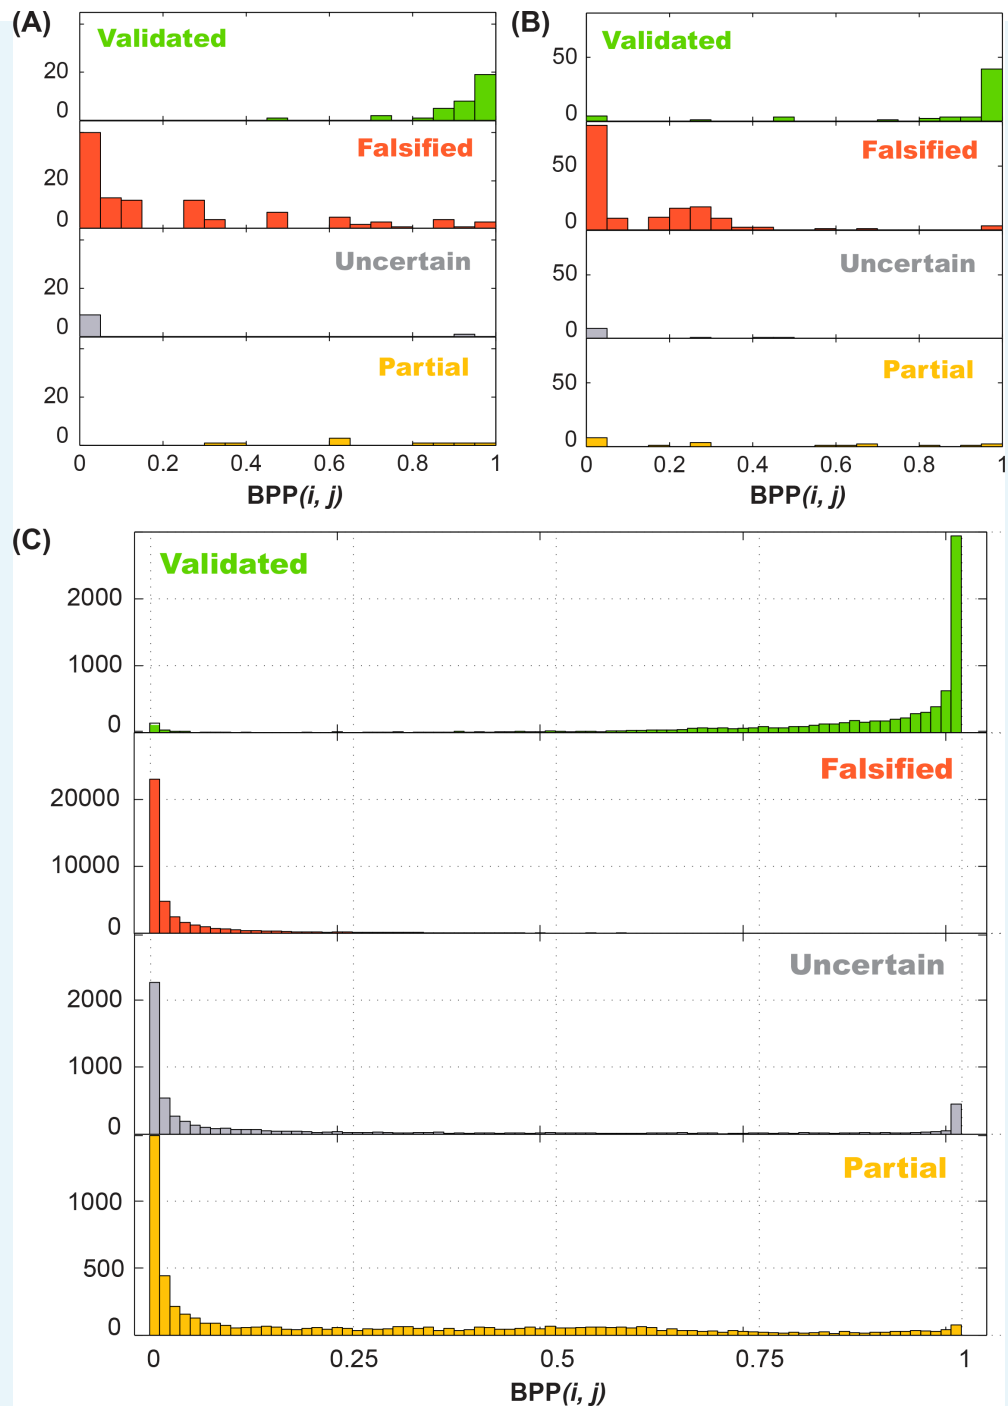 (A)
Validated
20
0
Falsified
20
0
Uncertain
20
0
Partial
20
0
0 0.2 0.4 0.6 0.8 1
BPP(i, j)
(B)
Validated
50
0
Falsified
50
0
Uncertain
50
0
Partial
50
0
0.0 0.2 0.4 0.6 0.8 1
BPP(i, j)
(C)
Validated
2000
1000
0
Falsified
20000
10000
0
Uncertain
2000
1000
0
Partial
1000
500
0
0 0.25 0.5 0.75 1
BPP(i, j)